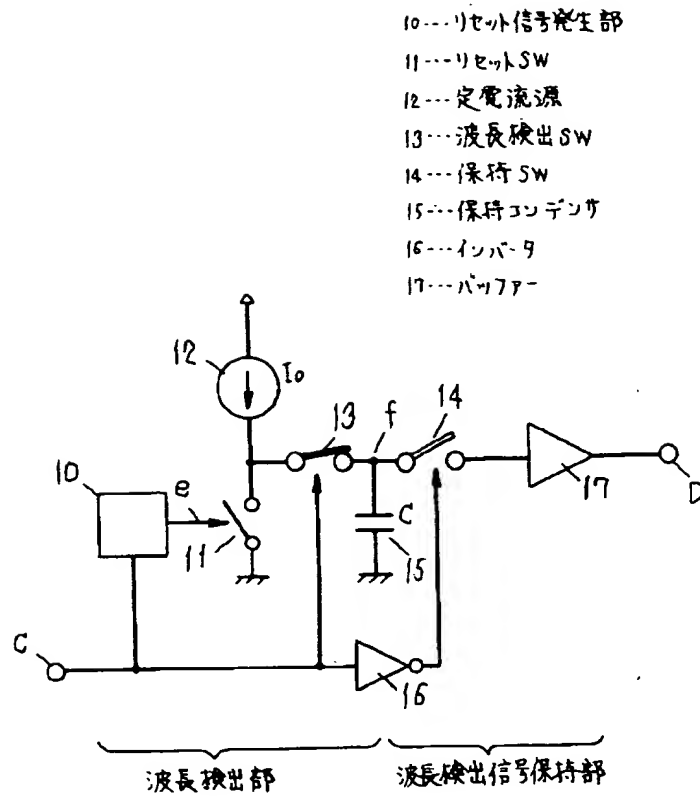 10…リセット信号発生部
11…リセットSW
12…定電流源
13…波長検出SW
14…保持SW
15…保持コンデンサ
16…インバータ
17…バッファー
12
Io
13
f
14
10
e
11
C
15
17
D
C
16
波長検出部
波長検出信号保持部